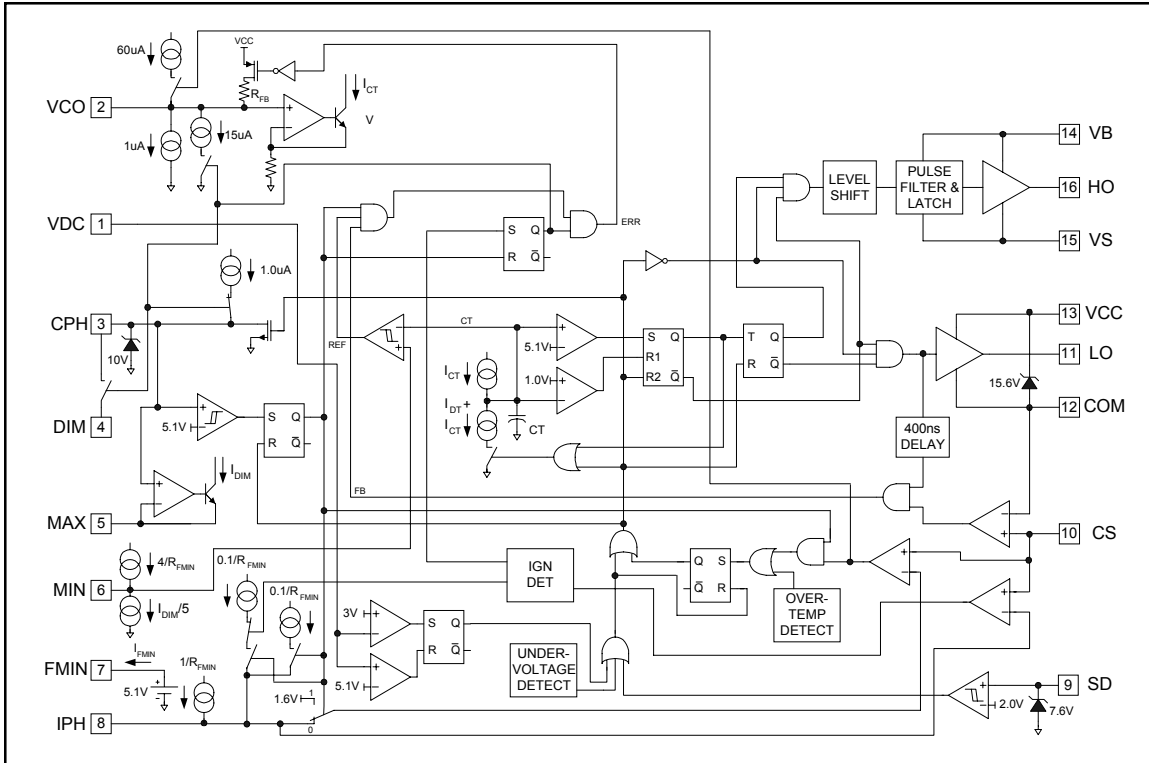 60uA
VCC
R_FB
I_CT
VCO 2
+
-
V
15uA
1uA
14 VB
LEVEL SHIFT
PULSE FILTER & LATCH
16 HO
15 VS
VDC 1
S Q
R Q̅
ERR
1.0uA
CPH 3
10V
REF
CT
+
5.1V
-
S Q
R1
R2 Q̅
T Q
R Q̅
13 VCC
11 LO
15.6V
12 COM
I_CT
1.0V
+
-
I_DT +
I_CT
CT
DIM 4
+
5.1V
-
S Q
R Q̅
400ns DELAY
I_DIM
+
-
FB
MAX 5
-
+
10 CS
MIN 6
4/R_FMIN
I_DIM/5
0.1/R_FMIN
0.1/R_FMIN
IGN DET
Q S
Q̅ R
+
-
OVER-TEMP DETECT
+
-
3V
+
-
S Q
R Q̅
+
5.1V
-
UNDER-VOLTAGE DETECT
FMIN 7
I_FMIN
1/R_FMIN
5.1V
+
-
1.6V
1
0
IPH 8
+
-
2.0V
9 SD
7.6V